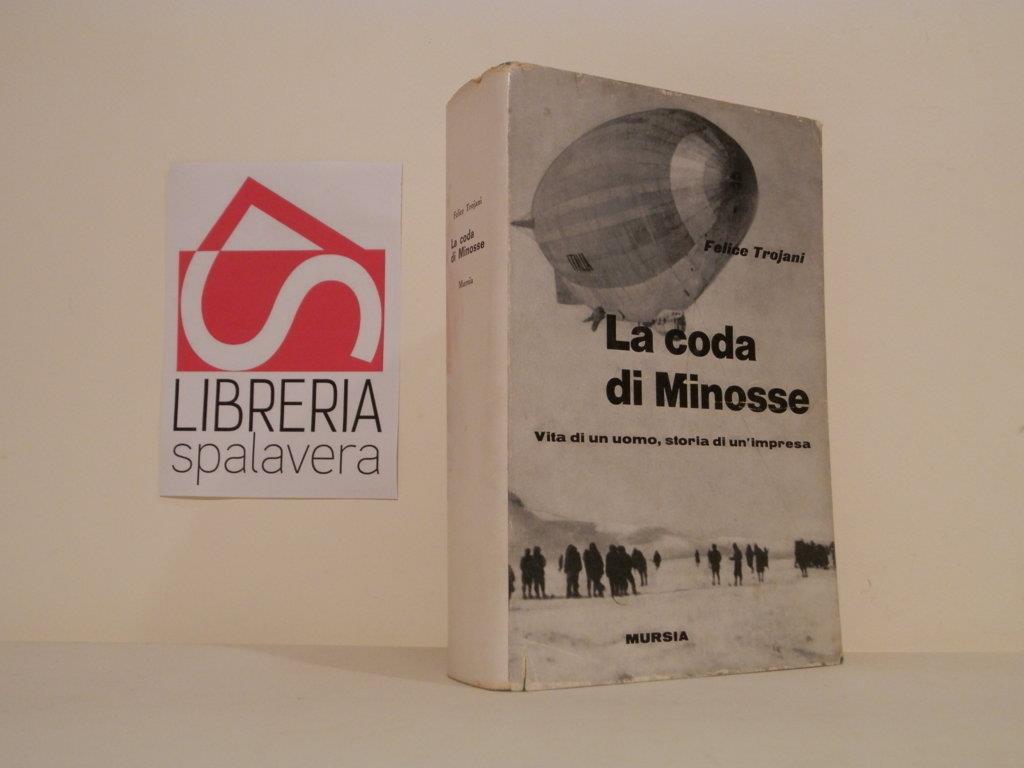 LIBRERIA
spalavera
Felice Trojani
La coda
di Minosse
Mursia
Felice Trojani
La coda
di Minosse
Vita di un uomo, storia di un'impresa
MURSIA